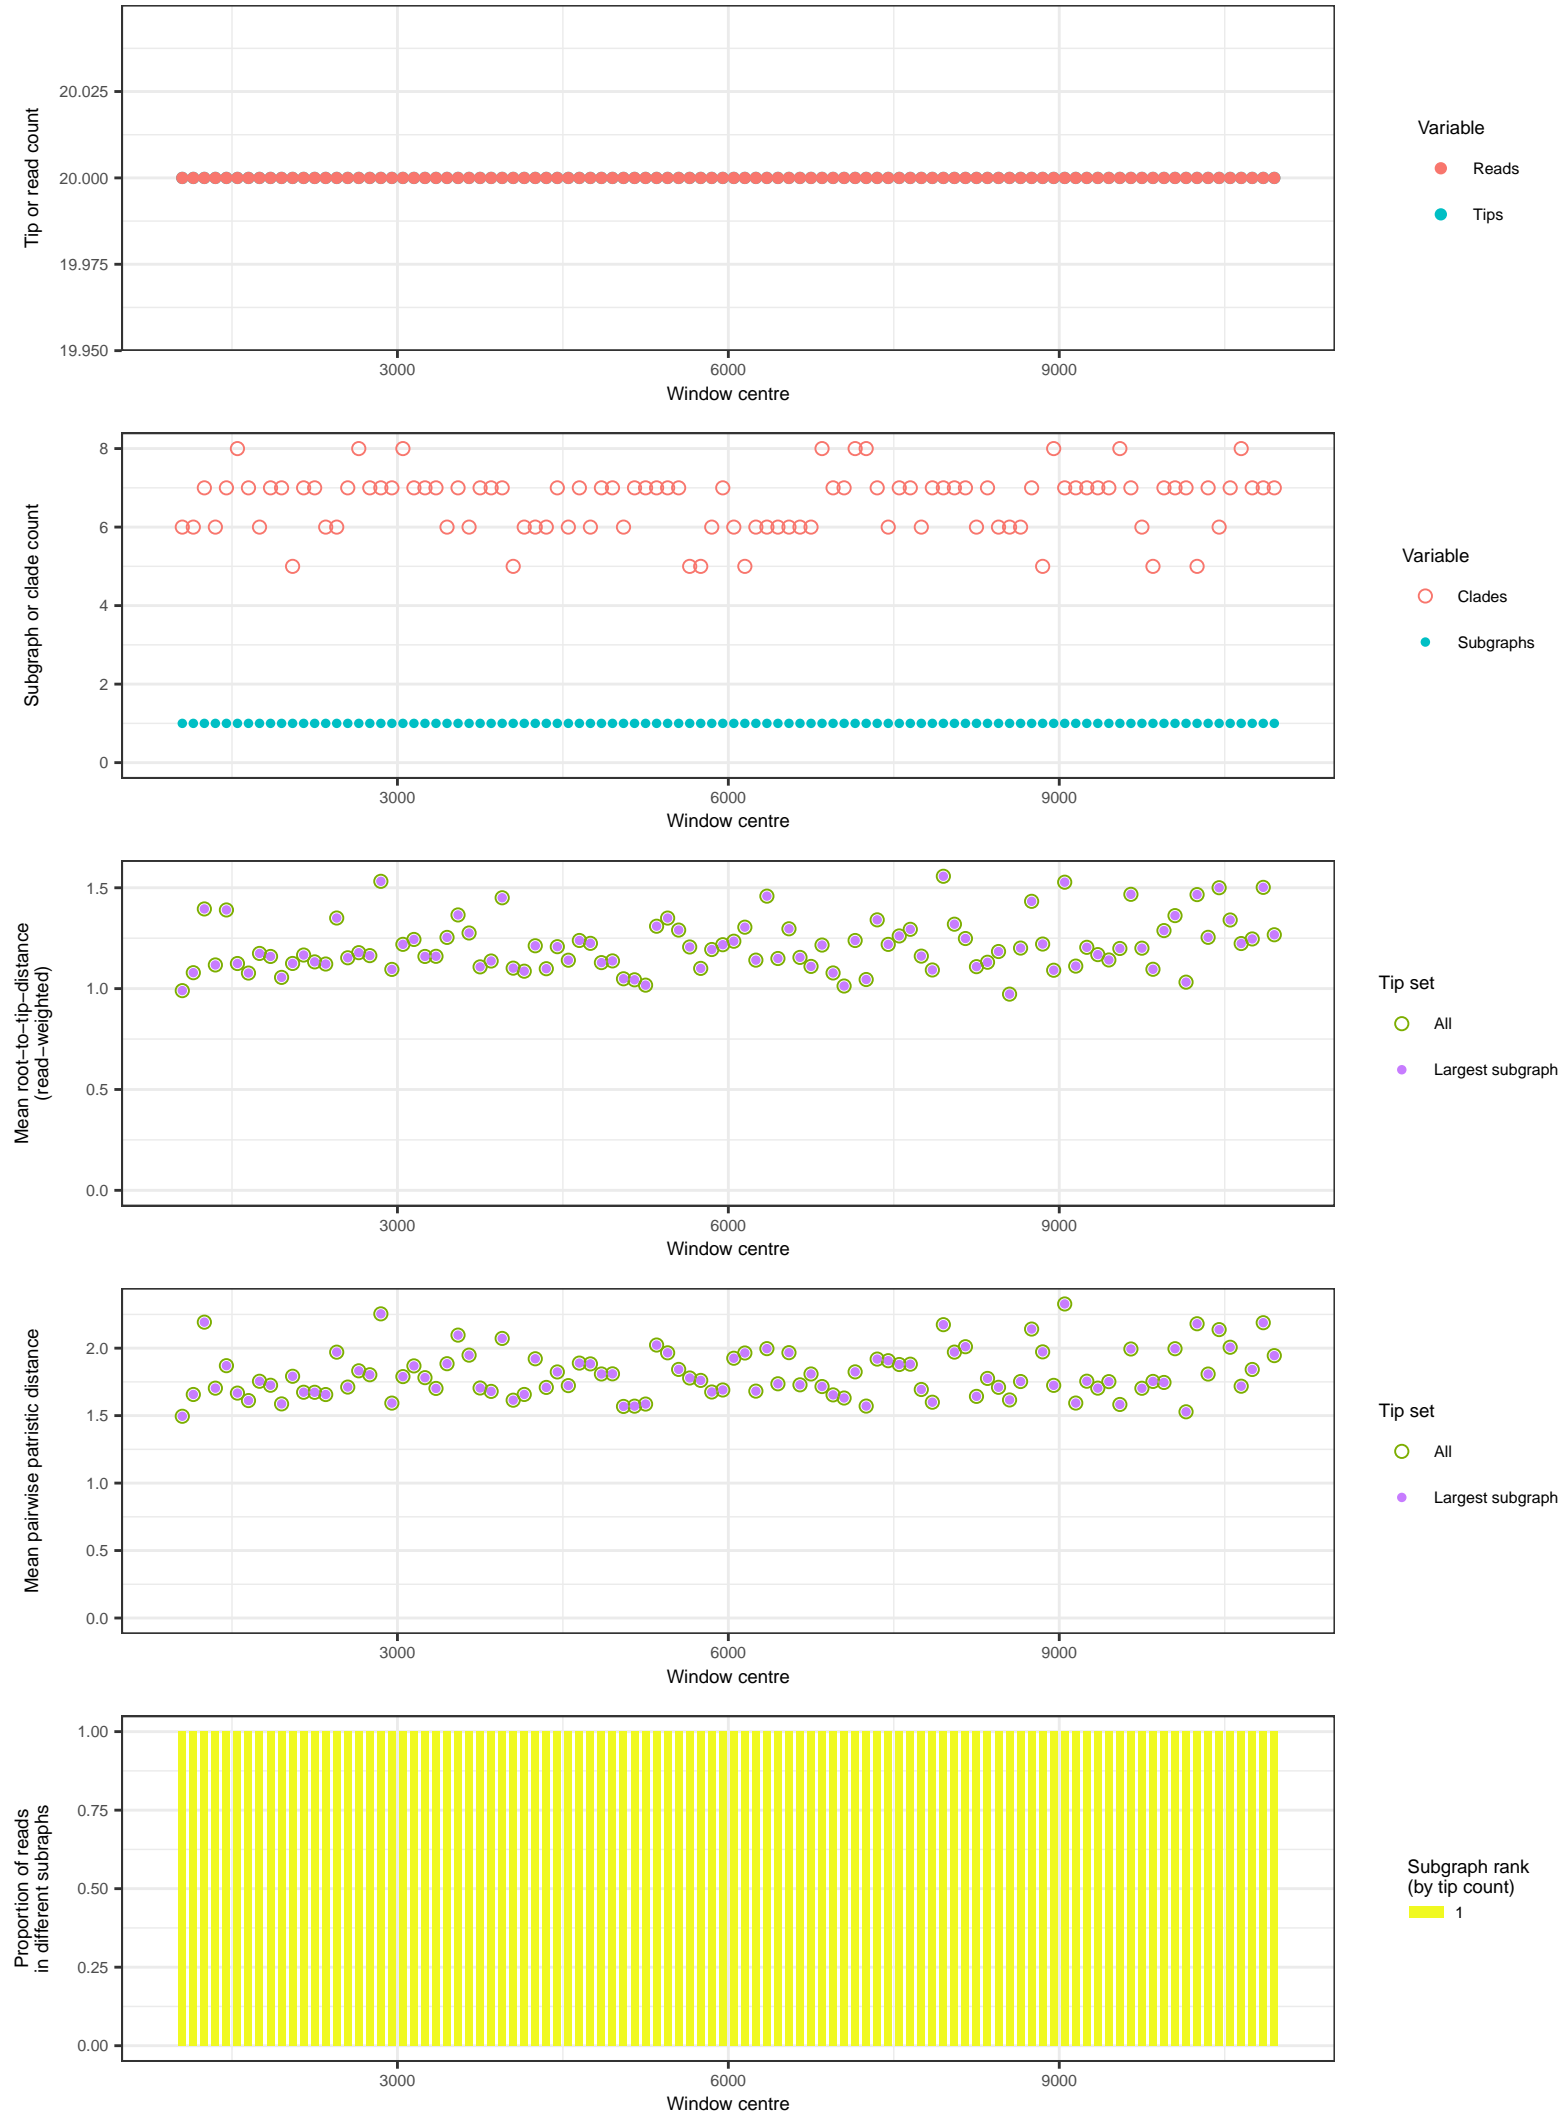 Tip or read count
20.025
20.000
19.975
19.950
3000
6000
9000
Window centre
Variable
Reads
Tips
Subgraph or clade count
8
6
4
2
0
3000
6000
9000
Window centre
Variable
Clades
Subgraphs
Mean root−to−tip−distance
(read−weighted)
1.5
1.0
0.5
0.0
3000
6000
9000
Window centre
Tip set
All
Largest subgraph
Mean pairwise patristic distance
2.0
1.5
1.0
0.5
0.0
3000
6000
9000
Window centre
Tip set
All
Largest subgraph
Proportion of reads
in different subraphs
1.00
0.75
0.50
0.25
0.00
3000
6000
9000
Window centre
Subgraph rank
(by tip count)
1